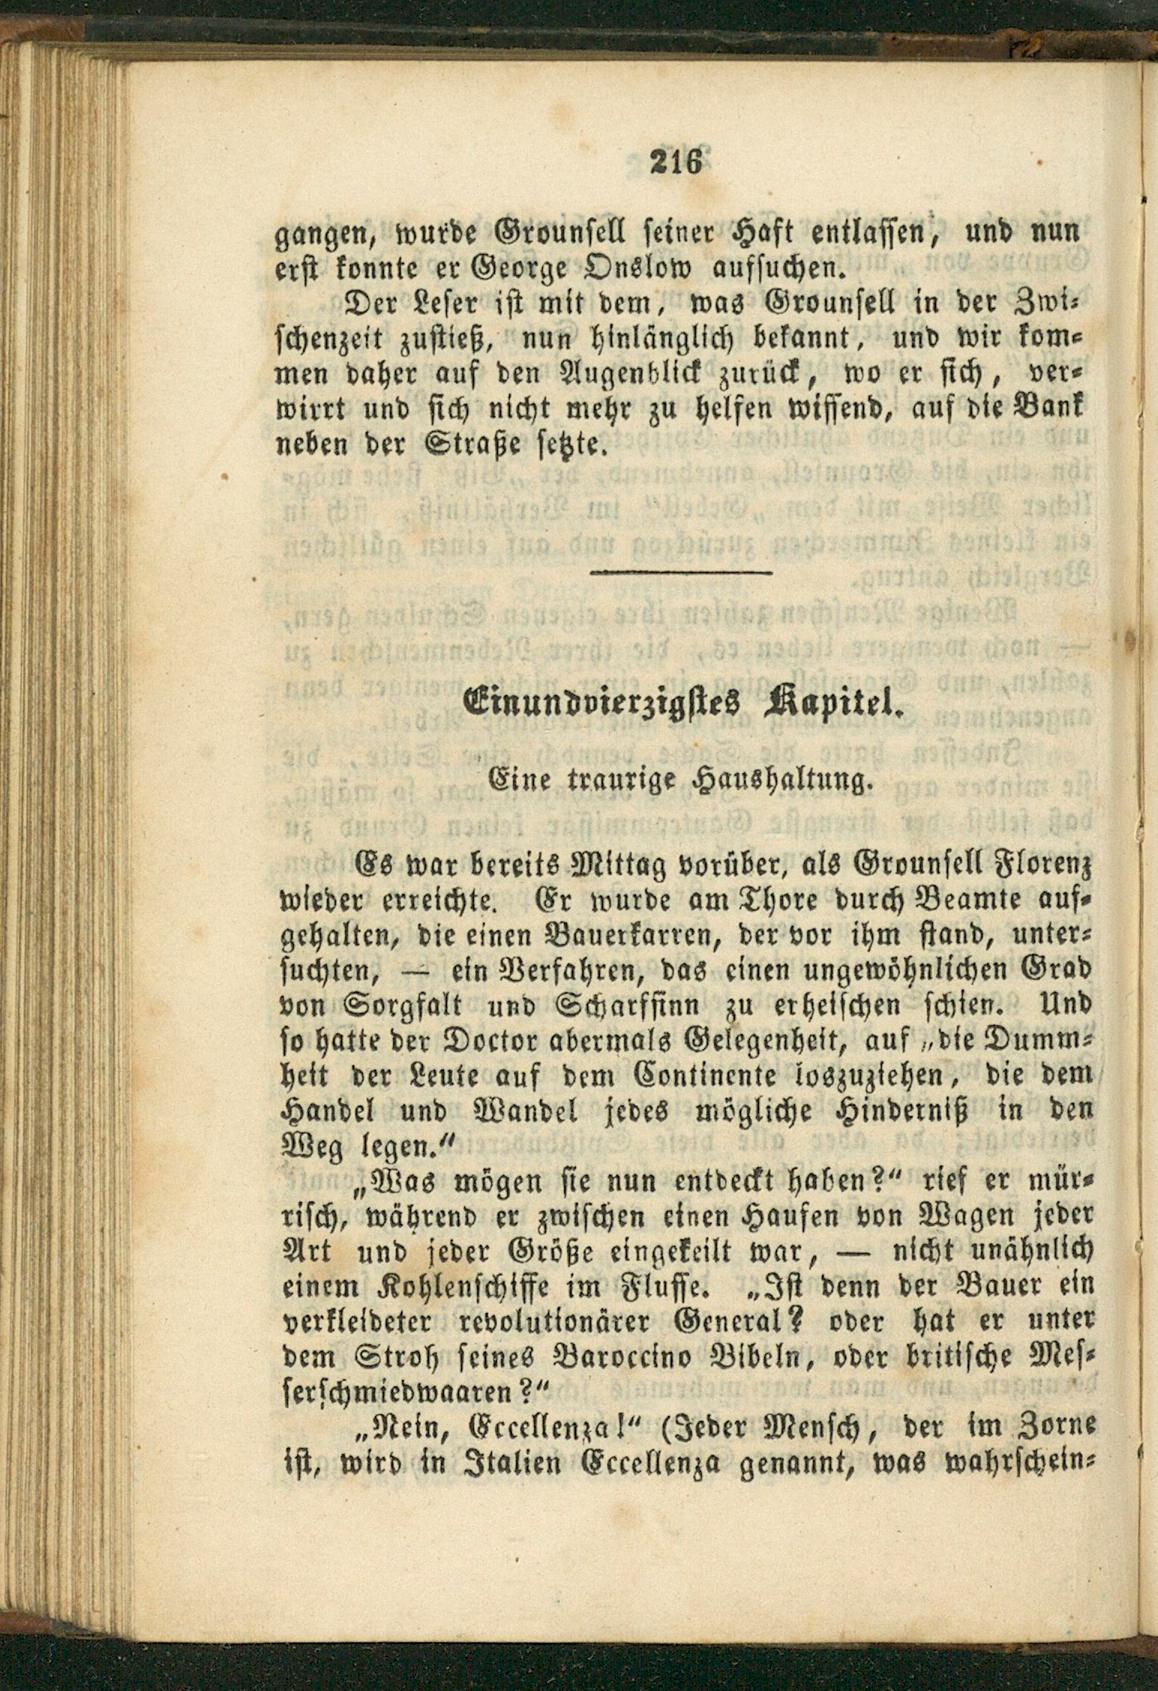 216
gangen, wurde Grounsell seiner Haft entlassen, und nun
erst konnte er George Onslow aufsuchen.
Der Leser ist mit dem, was Grounsell in der Zwi-
schenzeit zustieß, nun hinlänglich bekannt, und wir kom-
men daher auf den Augenblick zurück, wo er sich, ver-
wirrt und sich nicht mehr zu helfen wissend, auf die Bank
neben der Straße setzte.
Einundvierzigstes Kapitel.
Eine traurige Haushaltung.
Es war bereits Mittag vorüber, als Grounsell Florenz
wieder erreichte. Er wurde am Thore durch Beamte auf-
gehalten, die einen Bauerkarren, der vor ihm stand, unter-
suchten, — ein Verfahren, das einen ungewöhnlichen Grad
von Sorgfalt und Scharfsinn zu erheischen schien. Und
so hatte der Doctor abermals Gelegenheit, auf „die Dumm-
heit der Leute auf dem Continente loszuziehen, die dem
Handel und Wandel jedes mögliche Hinderniß in den
Weg legen.“
„Was mögen sie nun entdeckt haben?“ rief er mür-
risch, während er zwischen einen Haufen von Wagen jeder
Art und jeder Größe eingekeilt war, — nicht unähnlich
einem Kohlenschiffe im Flusse. „Ist denn der Bauer ein
verkleideter revolutionärer General? oder hat er unter
dem Stroh seines Baroccino Bibeln, oder britische Mes-
serschmiedwaaren?“
„Nein, Eccellenza!“ (Jeder Mensch, der im Zorne
ist, wird in Italien Eccellenza genannt, was wahrschein-